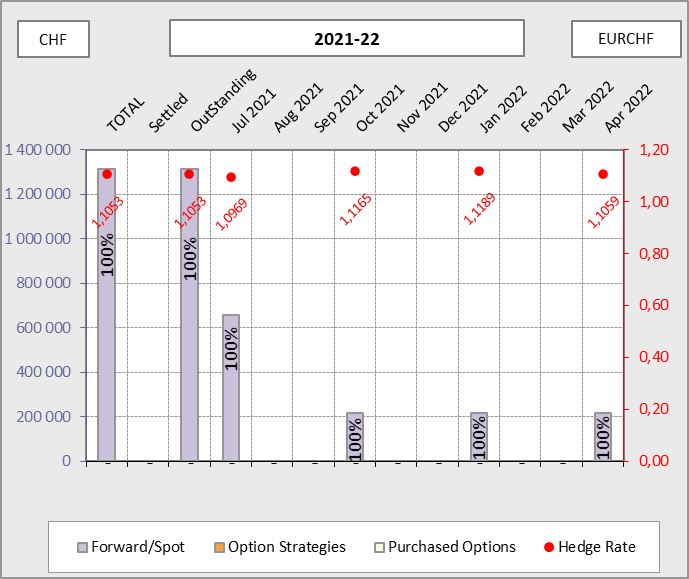 CHF
2021-22
EURCHF
TOTAL
Settled
OutStanding
Jul 2021
Aug 2021
Sep 2021
Oct 2021
Nov 2021
Dec 2021
Jan 2022
Feb 2022
Mar 2022
Apr 2022
1 400 000
1 200 000
1 000 000
800 000
600 000
400 000
200 000
0
1,1053
1,1053
1,0969
1,1165
1,1189
1,1059
100%
100%
100%
100%
100%
100%
1,20
1,00
0,80
0,60
0,40
0,20
0,00
Forward/Spot
Option Strategies
Purchased Options
Hedge Rate